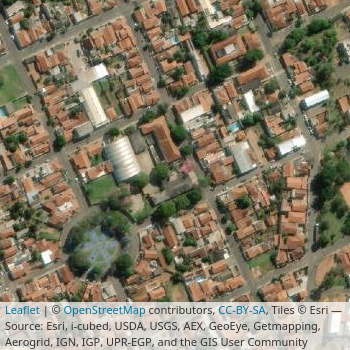 Leaflet | © OpenStreetMap contributors, CC-BY-SA, Tiles © Esri —
Source: Esri, i-cubed, USDA, USGS, AEX, GeoEye, Getmapping,
Aerogrid, IGN, IGP, UPR-EGP, and the GIS User Community